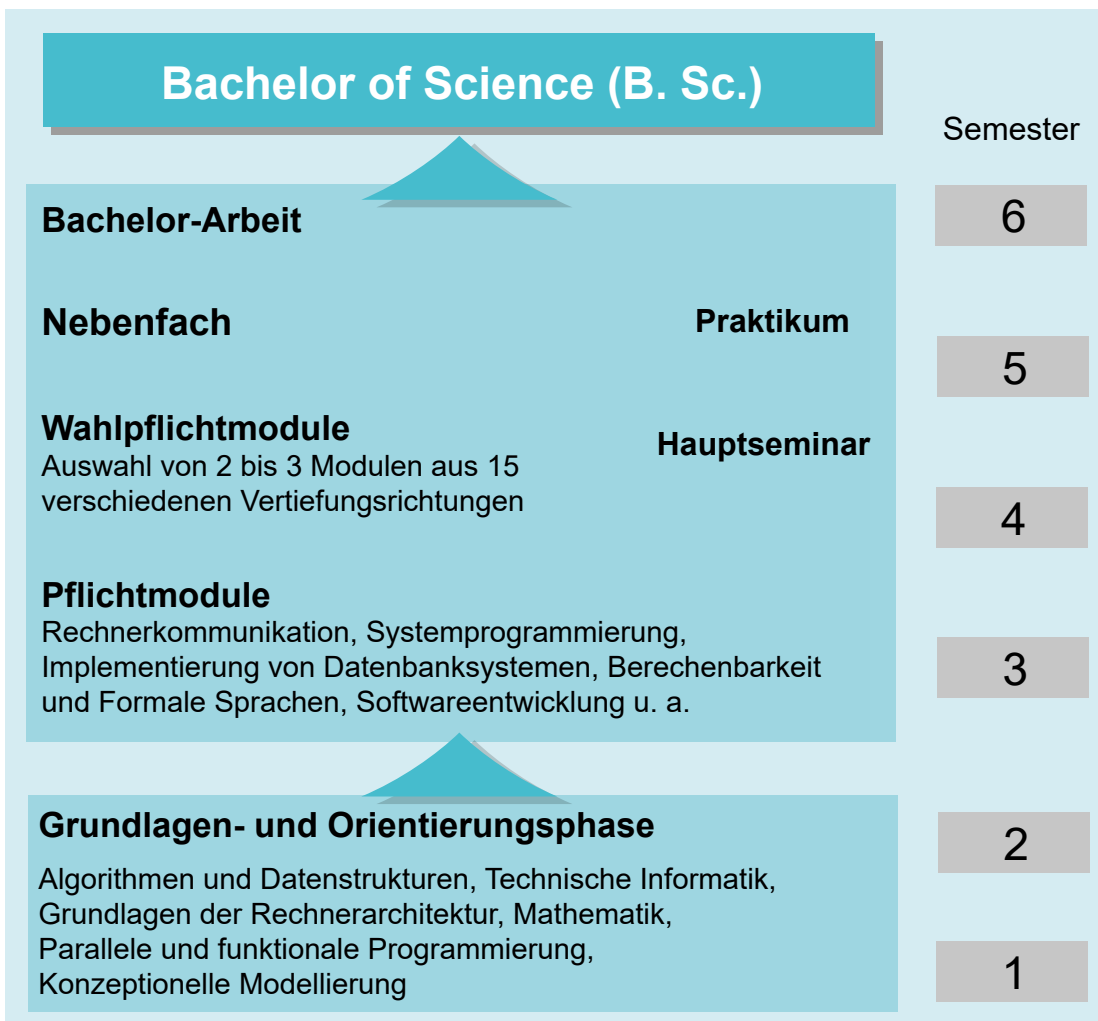 Bachelor of Science (B. Sc.)
Semester
6
Bachelor-Arbeit
Nebenfach
Praktikum
5
Wahlpflichtmodule
Auswahl von 2 bis 3 Modulen aus 15
verschiedenen Vertiefungsrichtungen
Hauptseminar
4
Pflichtmodule
Rechnerkommunikation, Systemprogrammierung,
Implementierung von Datenbanksystemen, Berechenbarkeit
und Formale Sprachen, Softwareentwicklung u. a.
3
Grundlagen- und Orientierungsphase
2
Algorithmen und Datenstrukturen, Technische Informatik,
Grundlagen der Rechnerarchitektur, Mathematik,
Parallele und funktionale Programmierung,
Konzeptionelle Modellierung
1